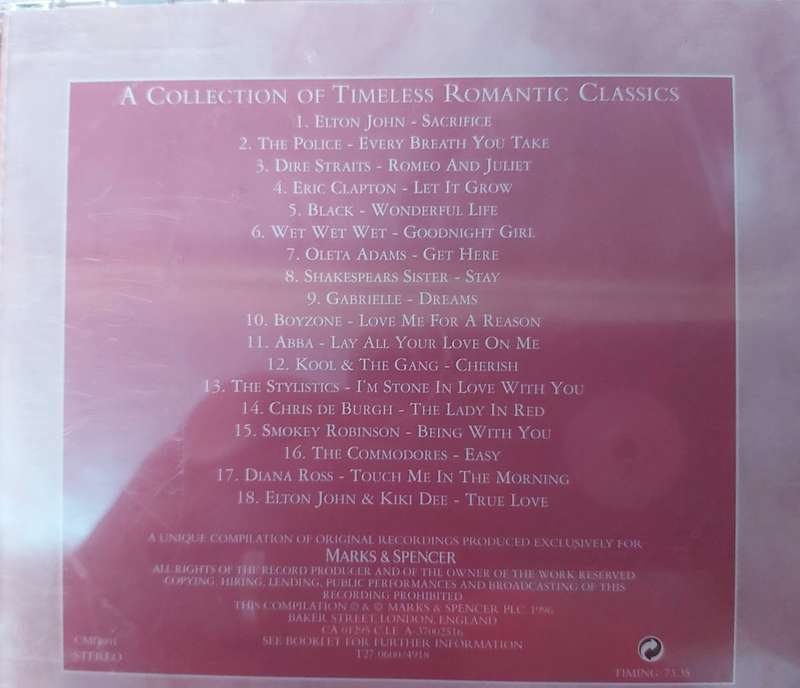 A COLLECTION OF TIMELESS ROMANTIC CLASSICS
1. ELTON JOHN - SACRIFICE
2. THE POLICE - EVERY BREATH YOU TAKE
3. DIRE STRAITS - ROMEO AND JULIET
4. ERIC CLAPTON - LET IT GROW
5. BLACK - WONDERFUL LIFE
6. WET WET WET - GOODNIGHT GIRL
7. OLETA ADAMS - GET HERE
8. SHAKESPEARS SISTER - STAY
9. GABRIELLE - DREAMS
10. BOYZONE - LOVE ME FOR A REASON
11. ABBA - LAY ALL YOUR LOVE ON ME
12. KOOL & THE GANG - CHERISH
13. THE STYLISTICS - I'M STONE IN LOVE WITH YOU
14. CHRIS DE BURGH - THE LADY IN RED
15. SMOKEY ROBINSON - BEING WITH YOU
16. THE COMMODORES - EASY
17. DIANA ROSS - TOUCH ME IN THE MORNING
18. ELTON JOHN & KIKI DEE - TRUE LOVE
A UNIQUE COMPILATION OF ORIGINAL RECORDINGS PRODUCED EXCLUSIVELY FOR
MARKS & SPENCER
ALL RIGHTS OF THE RECORD PRODUCER AND OF THE OWNER OF THE WORK RESERVED
COPYING, HIRING, LENDING, PUBLIC PERFORMANCES AND BROADCASTING OF THIS
RECORDING PROHIBITED
THIS COMPILATION ℗ & © MARKS & SPENCER PLC. 1996
BAKER STREET, LONDON, ENGLAND
CA 01295 C.I.F. A-37002516
SEE BOOKLET FOR FURTHER INFORMATION
T27 0600/4918
STEREO
TIMING: 73.35